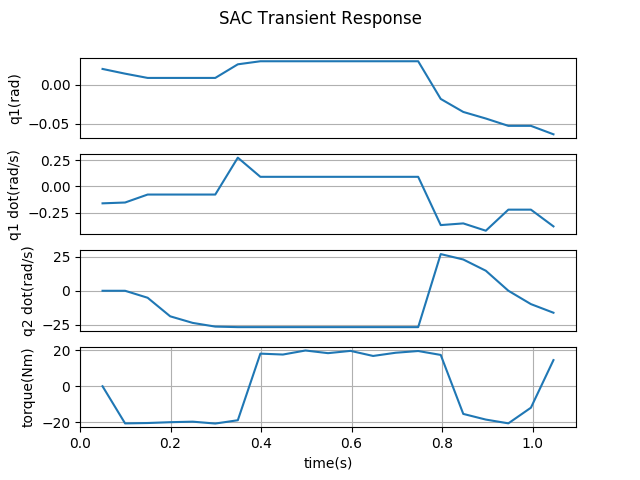 SAC Transient Response
q1(rad)
0.00
−0.05
q1 dot(rad/s)
0.25
0.00
−0.25
q2 dot(rad/s)
25
0
−25
torque(Nm)
20
0
−20
0.0 0.2 0.4 0.6 0.8 1.0
time(s)